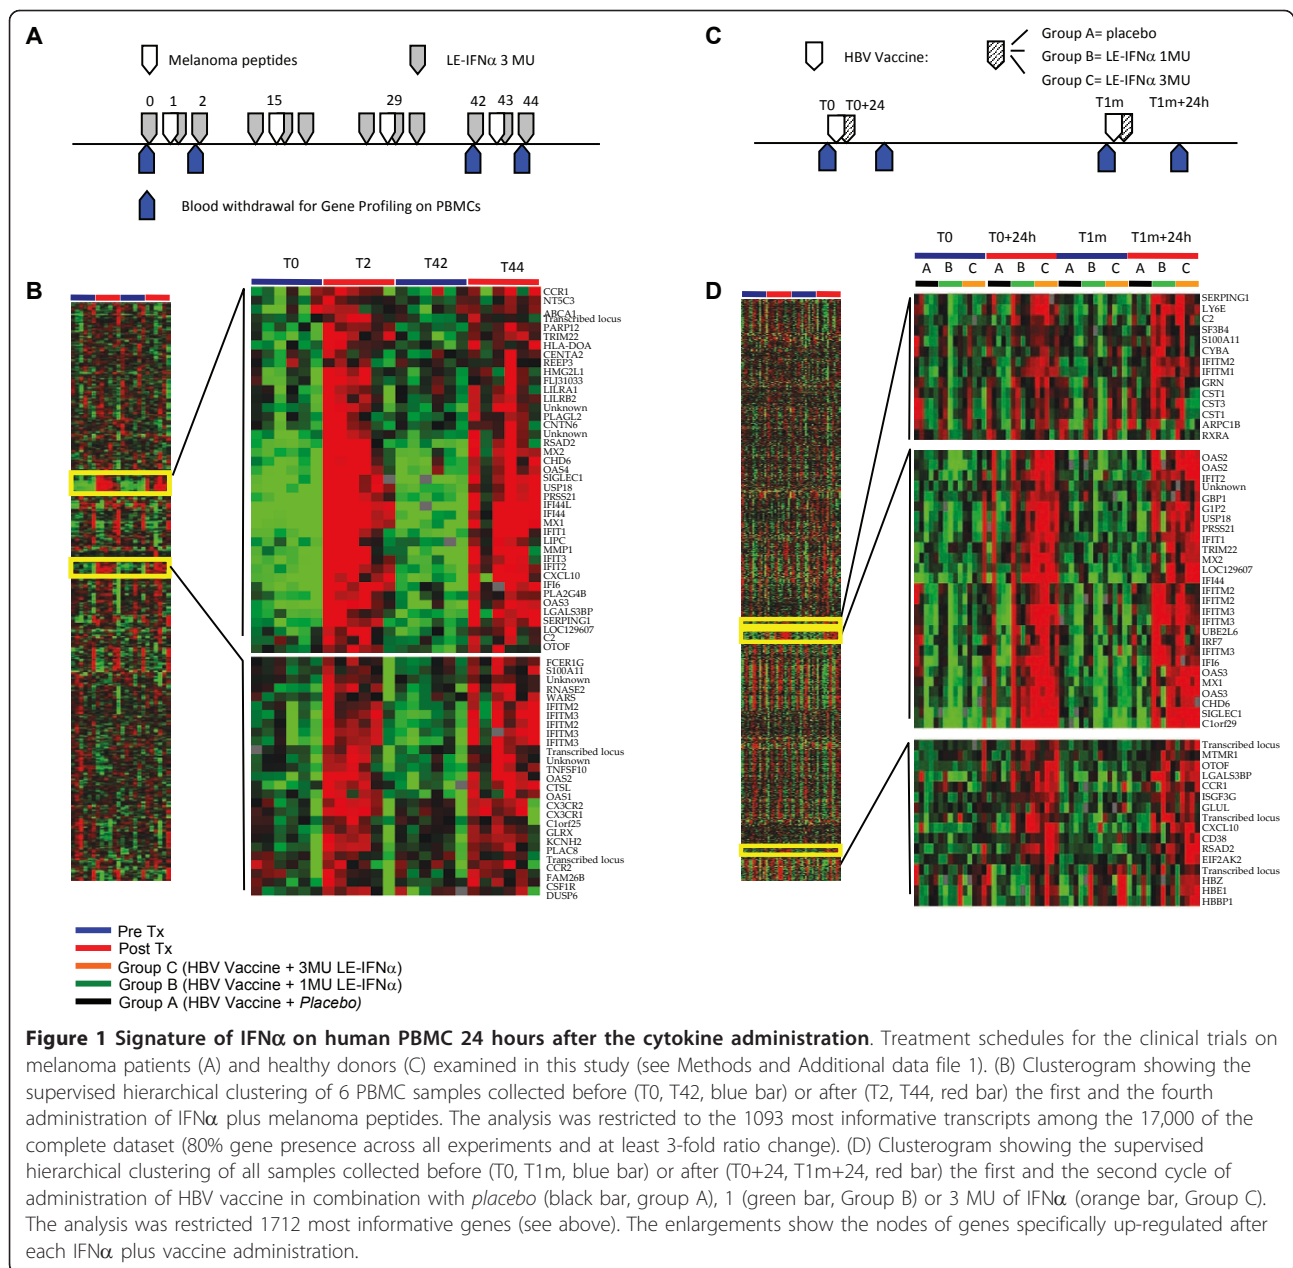 A
Melanoma peptides
LE-IFNα 3 MU
0 1 2 15 29 42 43 44
Blood withdrawal for Gene Profiling on PBMCs
C
HBV Vaccine:
Group A= placebo
Group B= LE-IFNα 1MU
Group C= LE-IFNα 3MU
T0 T0+24 T1m T1m+24h
B
T0 T2 T42 T44
CCR1
NT5C3
ABCA1
Transcribed locus
PARP12
TRIM22
HLA-DOA
CENTA2
REEP3
HMG2L1
FLJ31033
LILRA1
LILRB2
Unknown
PLAGL2
CNTN6
Unknown
RSAD2
MX2
CHD6
OAS4
SIGLEC1
USP18
PRSS21
IFI44L
IFI44
MX1
IFIT1
LIPC
MMP1
IFIT3
IFIT2
CXCL10
IFI6
PLA2G4B
OAS3
LGALS3BP
SERPING1
LOC129607
C2
OTOF
FCER1G
S100A11
Unknown
RNASE2
WARS
IFITM2
IFITM3
IFITM2
IFITM3
IFITM3
Transcribed locus
Unknown
TNFSF10
OAS2
CTSL
OAS1
CX3CR2
CX3CR1
C1orf25
GLRX
KCNH2
PLAC8
Transcribed locus
CCR2
FAM26B
CSF1R
DUSP6
D
T0 T0+24h T1m T1m+24h
A B C A B C A B C A B C
SERPING1
LY6E
C2
SF3B4
S100A11
CYBA
IFITM2
IFITM1
GRN
CST1
CST3
CST1
ARPC1B
RXRA
OAS2
OAS2
IFIT2
Unknown
GBP1
G1P2
USP18
PRSS21
IFIT1
TRIM22
MX2
LOC129607
IFI44
IFITM2
IFITM2
IFITM3
IFITM3
UBE2L6
IRF7
IFITM3
IFI6
OAS3
MX1
OAS3
CHD6
SIGLEC1
C1orf29
Transcribed locus
MTMR1
OTOF
LGALS3BP
CCR1
ISGF3G
GLUL
Transcribed locus
CXCL10
CD38
RSAD2
EIF2AK2
Transcribed locus
HBZ
HBE1
HBBP1
Pre Tx
Post Tx
Group C (HBV Vaccine + 3MU LE-IFNα)
Group B (HBV Vaccine + 1MU LE-IFNα)
Group A (HBV Vaccine + Placebo)
Figure 1 Signature of IFNα on human PBMC 24 hours after the cytokine administration. Treatment schedules for the clinical trials on
melanoma patients (A) and healthy donors (C) examined in this study (see Methods and Additional data file 1). (B) Clusterogram showing the
supervised hierarchical clustering of 6 PBMC samples collected before (T0, T42, blue bar) or after (T2, T44, red bar) the first and the fourth
administration of IFNα plus melanoma peptides. The analysis was restricted to the 1093 most informative transcripts among the 17,000 of the
complete dataset (80% gene presence across all experiments and at least 3-fold ratio change). (D) Clusterogram showing the supervised
hierarchical clustering of all samples collected before (T0, T1m, blue bar) or after (T0+24, T1m+24, red bar) the first and the second cycle of
administration of HBV vaccine in combination with placebo (black bar, group A), 1 (green bar, Group B) or 3 MU of IFNα (orange bar, Group C).
The analysis was restricted 1712 most informative genes (see above). The enlargements show the nodes of genes specifically up-regulated after
each IFNα plus vaccine administration.